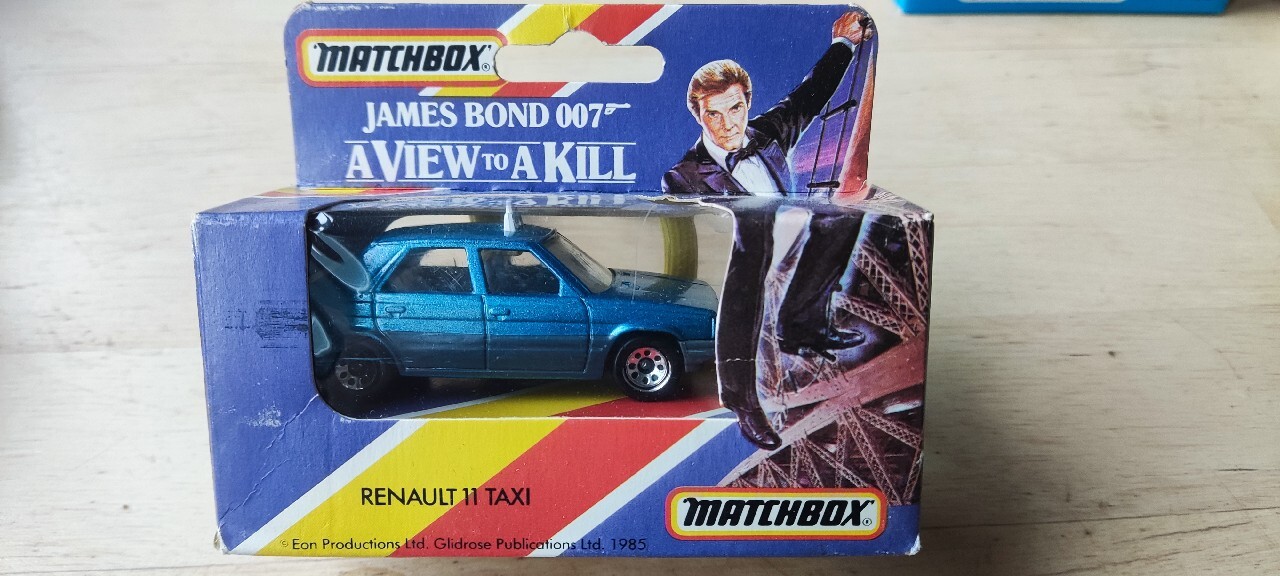 MATCHBOX®
JAMES BOND 007
A VIEW TO A KILL
RENAULT 11 TAXI
MATCHBOX®
© Eon Productions Ltd. Glidrose Publications Ltd. 1985